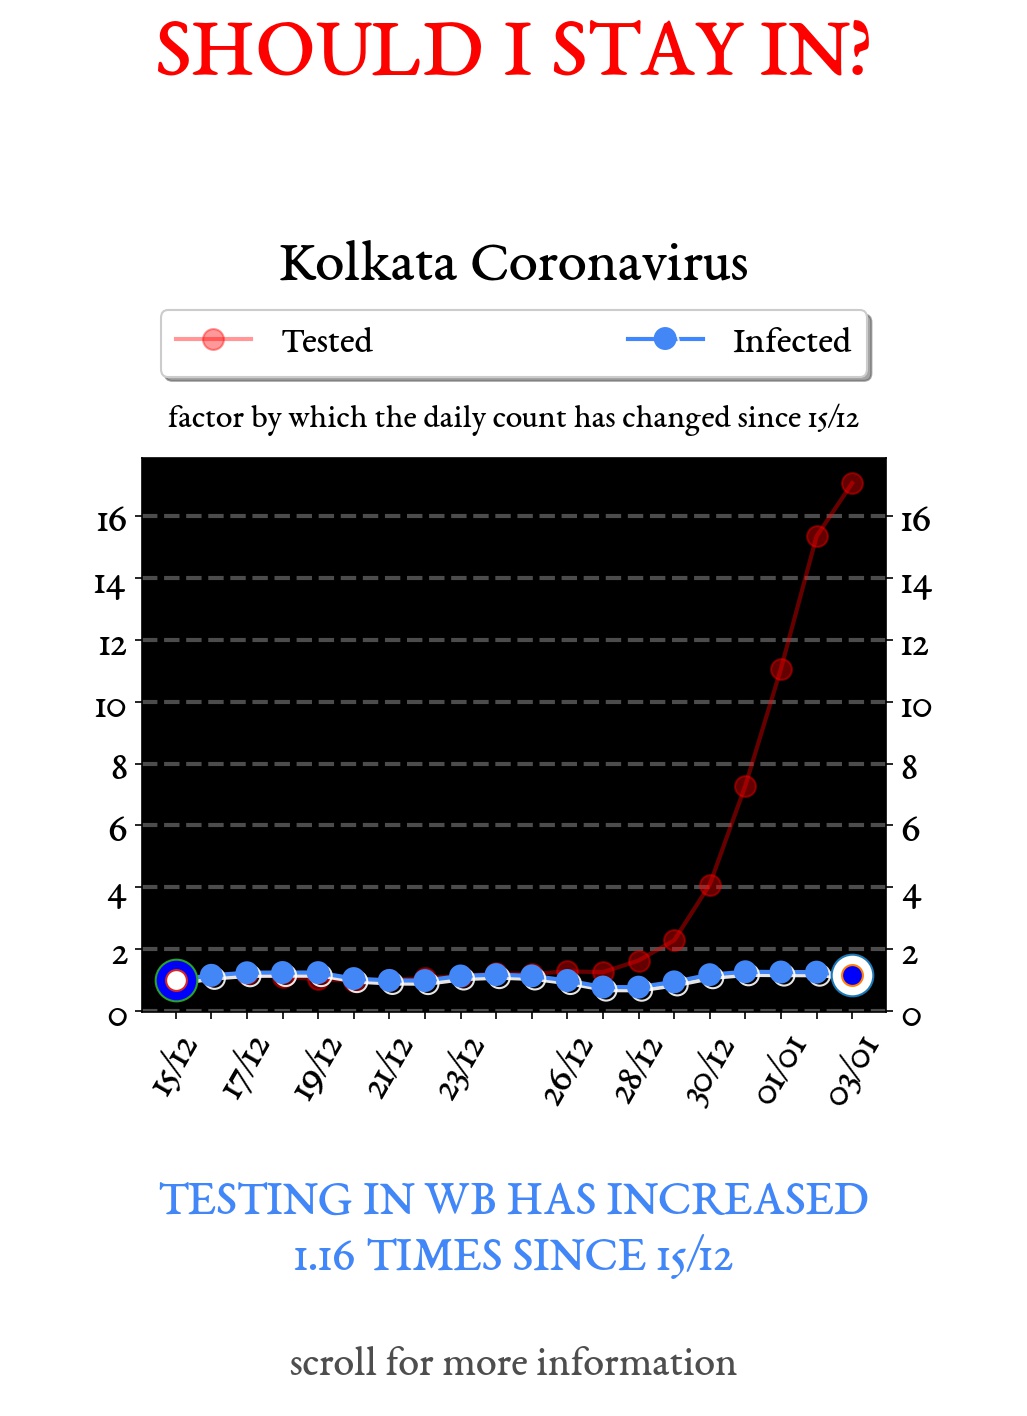 SHOULD I STAY IN?
Kolkata Coronavirus
Tested Infected
factor by which the daily count has changed since 15/12
16 16
14 14
12 12
10 10
8 8
6 6
4 4
2 2
0 0
15/12 17/12 19/12 21/12 23/12 26/12 28/12 30/12 01/01 03/01
TESTING IN WB HAS INCREASED
1.16 TIMES SINCE 15/12
scroll for more information